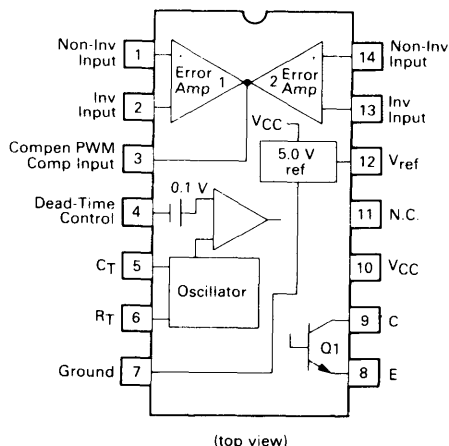 Non-Inv
Input
1
Inv
Input
2
Compen PWM
Comp Input
3
Dead-Time
Control
4
CT
5
RT
6
Ground
7
Error
Amp
1
2
Error
Amp
VCC
5.0 V
ref
0.1 V
Oscillator
Q1
14
Non-Inv
Input
13
Inv
Input
12
Vref
11
N.C.
10
VCC
9
C
8
E
(top view)